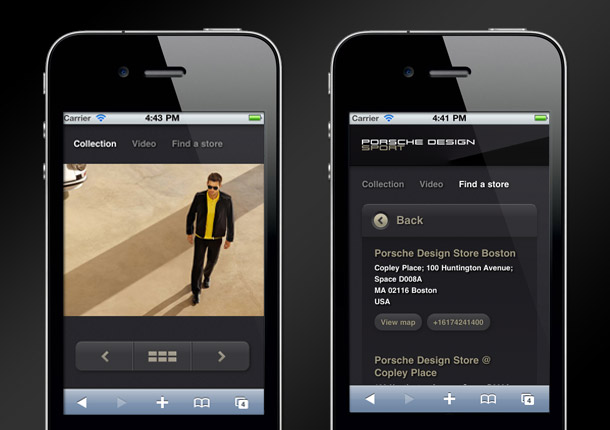 Carrier 4:43 PM
Collection Video Find a store
4
Carrier 4:41 PM
PORSCHE DESIGN
SPORT
Collection Video Find a store
Back
Porsche Design Store Boston
Copley Place; 100 Huntington Avenue;
Space D008A
MA 02116 Boston
USA
View map +16174241400
Porsche Design Store @
Copley Place
4